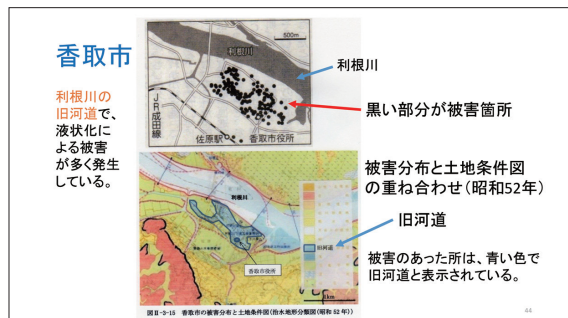 香取市
利根川の
旧河道で、
液状化に
よる被害
が多く発生
している。
500m
利根川
JR成田線
佐原駅
香取市役所
利根川
黒い部分が被害箇所
被害分布と土地条件図
の重ね合わせ（昭和52年）
旧河道
被害のあった所は、青い色で
旧河道と表示されている。
利根川
旧河道
香取市役所
1km
図Ⅱ-3-15　香取市の被害分布と土地条件図（治水地形分類図（昭和 52 年））
44